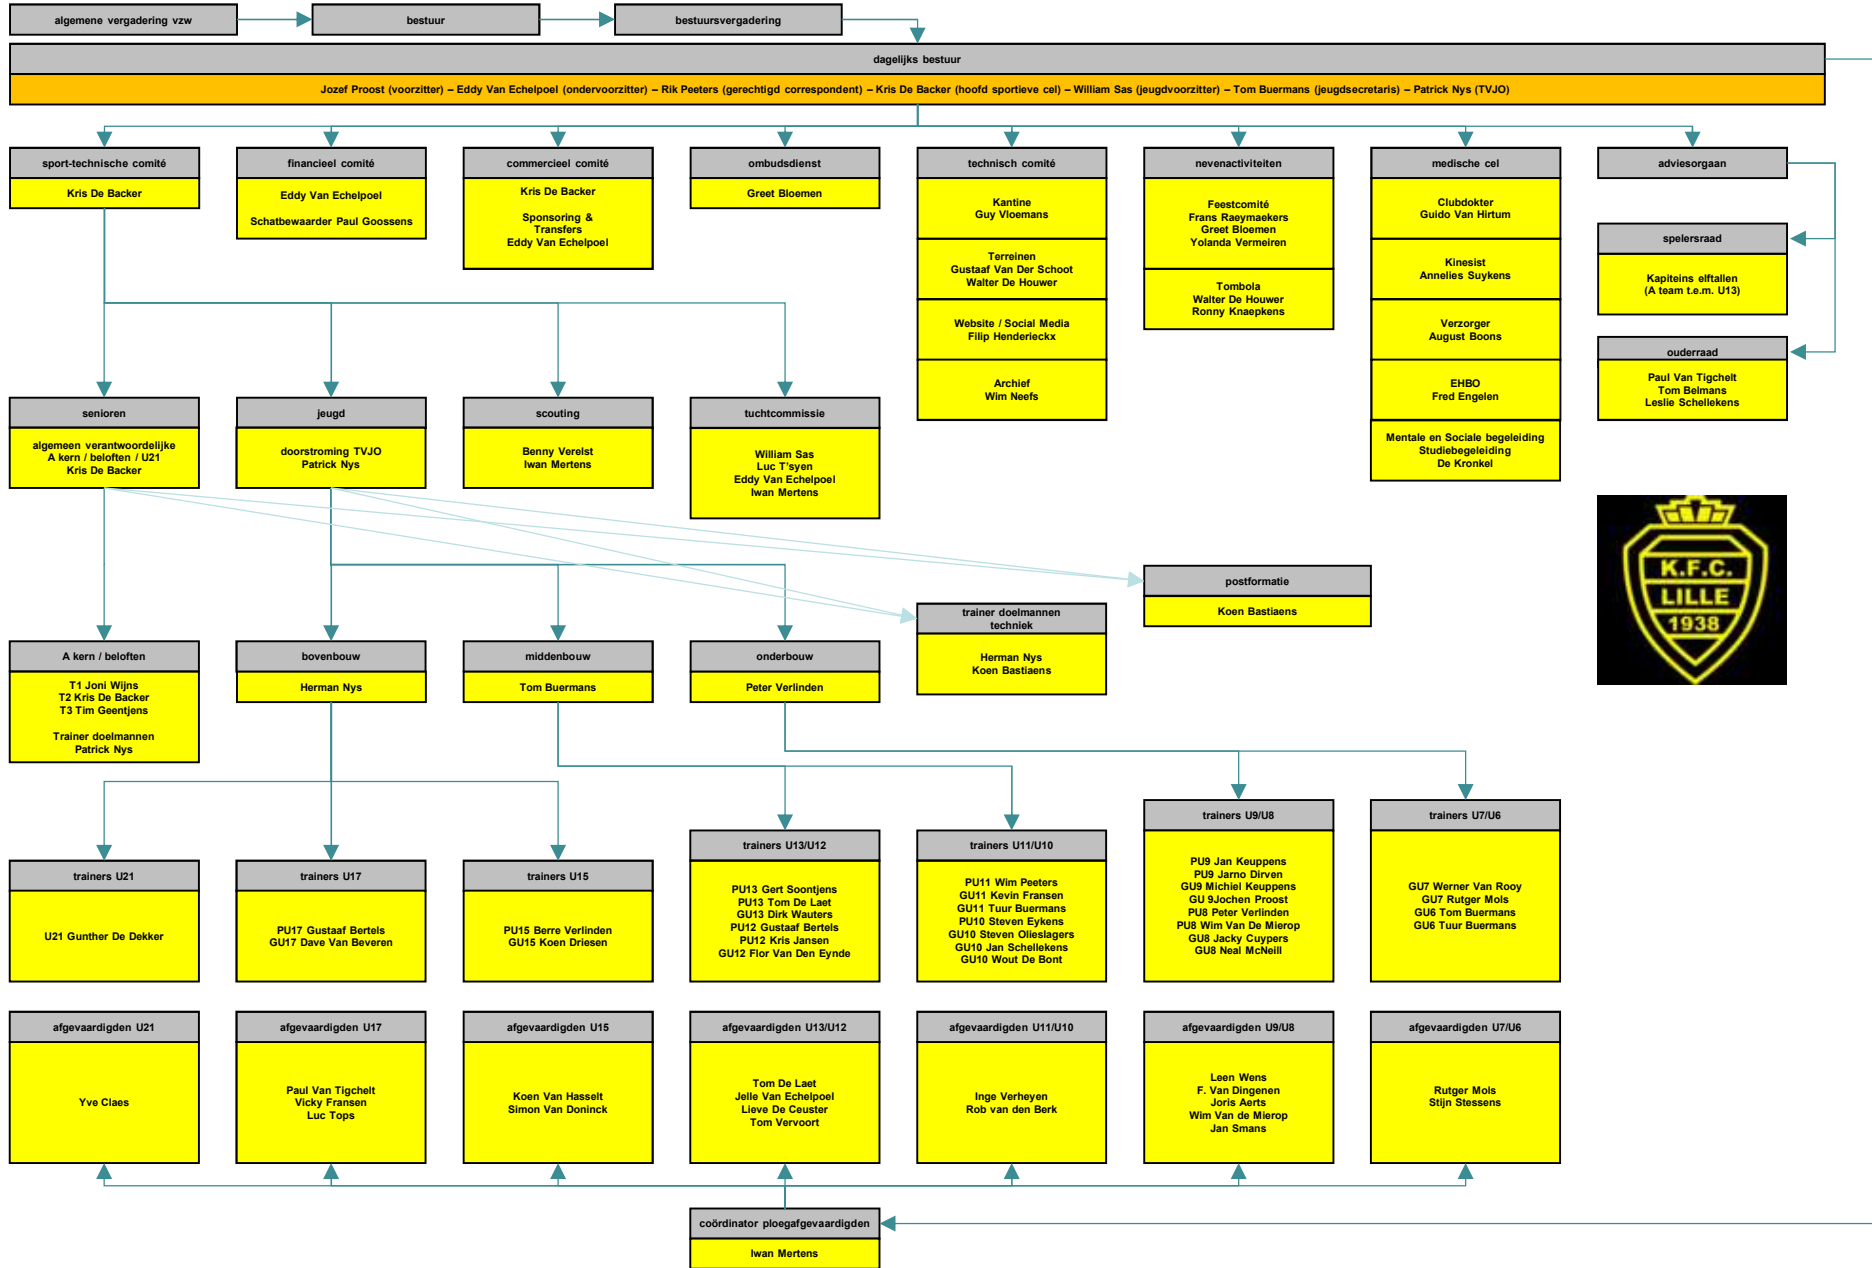 algemene vergadering vzw
bestuur
bestuursvergadering
dagelijks bestuur
Jozef Proost (voorzitter) – Eddy Van Echelpoel (ondervoorzitter) – Rik Peeters (gerechtigd correspondent) – Kris De Backer (hoofd sportieve cel) – William Sas (jeugdvoorzitter) – Tom Buermans (jeugdsecretaris) – Patrick Nys (TVJO)
sport-technische comité
Kris De Backer
financieel comité
Eddy Van Echelpoel
Schatbewaarder Paul Goossens
commercieel comité
Kris De Backer
Sponsoring &
Transfers
Eddy Van Echelpoel
ombudsdienst
Greet Bloemen
technisch comité
Kantine
Guy Vloemans
Terreinen
Gustaaf Van Der Schoot
Walter De Houwer
Website / Social Media
Filip Henderieckx
Archief
Wim Neefs
nevenactiviteiten
Feestcomité
Frans Raeymaekers
Greet Bloemen
Yolanda Vermeiren
Tombola
Walter De Houwer
Ronny Knaepkens
medische cel
Clubdokter
Guido Van Hirtum
Kinesist
Annelies Suykens
Verzorger
August Boons
EHBO
Fred Engelen
Mentale en Sociale begeleiding
Studiebegeleiding
De Kronkel
adviesorgaan
spelersraad
Kapiteins elftallen
(A team t.e.m. U13)
ouderraad
Paul Van Tigchelt
Tom Belmans
Leslie Schellekens
senioren
algemeen verantwoordelijke
A kern / beloften / U21
Kris De Backer
jeugd
doorstroming TVJO
Patrick Nys
scouting
Benny Verelst
Iwan Mertens
tuchtcommissie
William Sas
Luc T'syen
Eddy Van Echelpoel
Iwan Mertens
K.F.C.
LILLE
1938
postformatie
Koen Bastiaens
trainer doelmannen
techniek
Herman Nys
Koen Bastiaens
A kern / beloften
T1 Joni Wijns
T2 Kris De Backer
T3 Tim Geentjens
Trainer doelmannen
Patrick Nys
bovenbouw
Herman Nys
middenbouw
Tom Buermans
onderbouw
Peter Verlinden
trainers U21
U21 Gunther De Dekker
trainers U17
PU17 Gustaaf Bertels
GU17 Dave Van Beveren
trainers U15
PU15 Berre Verlinden
GU15 Koen Driesen
trainers U13/U12
PU13 Gert Soontjens
PU13 Tom De Laet
GU13 Dirk Wauters
PU12 Gustaaf Bertels
PU12 Kris Jansen
GU12 Flor Van Den Eynde
trainers U11/U10
PU11 Wim Peeters
GU11 Kevin Fransen
GU11 Tuur Buermans
PU10 Steven Eykens
GU10 Steven Olieslagers
GU10 Jan Schellekens
GU10 Wout De Bont
trainers U9/U8
PU9 Jan Keuppens
PU9 Jarno Dirven
GU9 Michiel Keuppens
GU 9Jochen Proost
PU8 Peter Verlinden
PU8 Wim Van De Mierop
GU8 Jacky Cuypers
GU8 Neal McNeill
trainers U7/U6
GU7 Werner Van Rooy
GU7 Rutger Mols
GU6 Tom Buermans
GU6 Tuur Buermans
afgevaardigden U21
Yve Claes
afgevaardigden U17
Paul Van Tigchelt
Vicky Fransen
Luc Tops
afgevaardigden U15
Koen Van Hasselt
Simon Van Doninck
afgevaardigden U13/U12
Tom De Laet
Jelle Van Echelpoel
Lieve De Ceuster
Tom Vervoort
afgevaardigden U11/U10
Inge Verheyen
Rob van den Berk
afgevaardigden U9/U8
Leen Wens
F. Van Dingenen
Joris Aerts
Wim Van de Mierop
Jan Smans
afgevaardigden U7/U6
Rutger Mols
Stijn Stessens
coördinator ploegafgevaardigden
Iwan Mertens